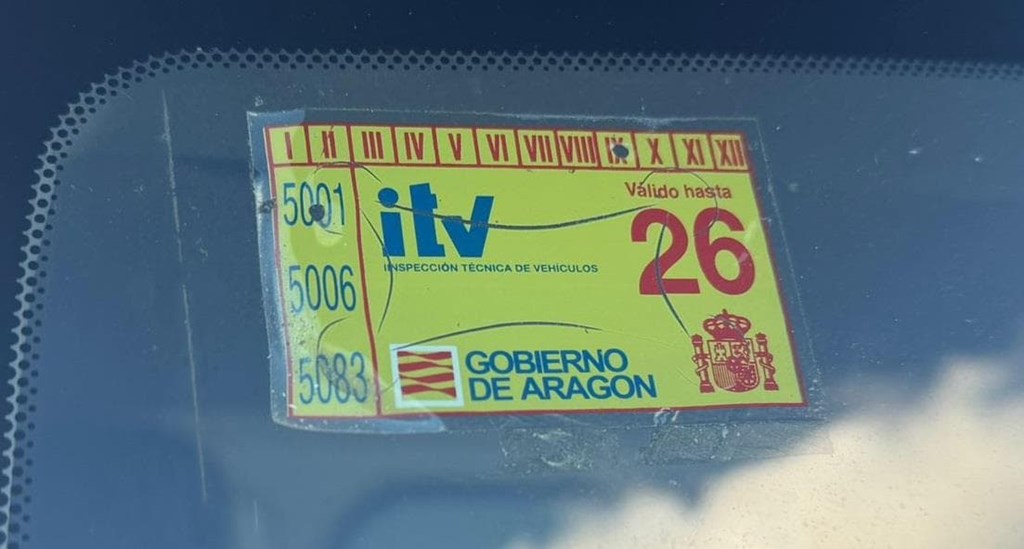 I II III IV V VI VII VIII IX X XI XII
5001
5006
5083
itv
INSPECCIÓN TÉCNICA DE VEHÍCULOS
Válido hasta
26
GOBIERNO
DE ARAGON